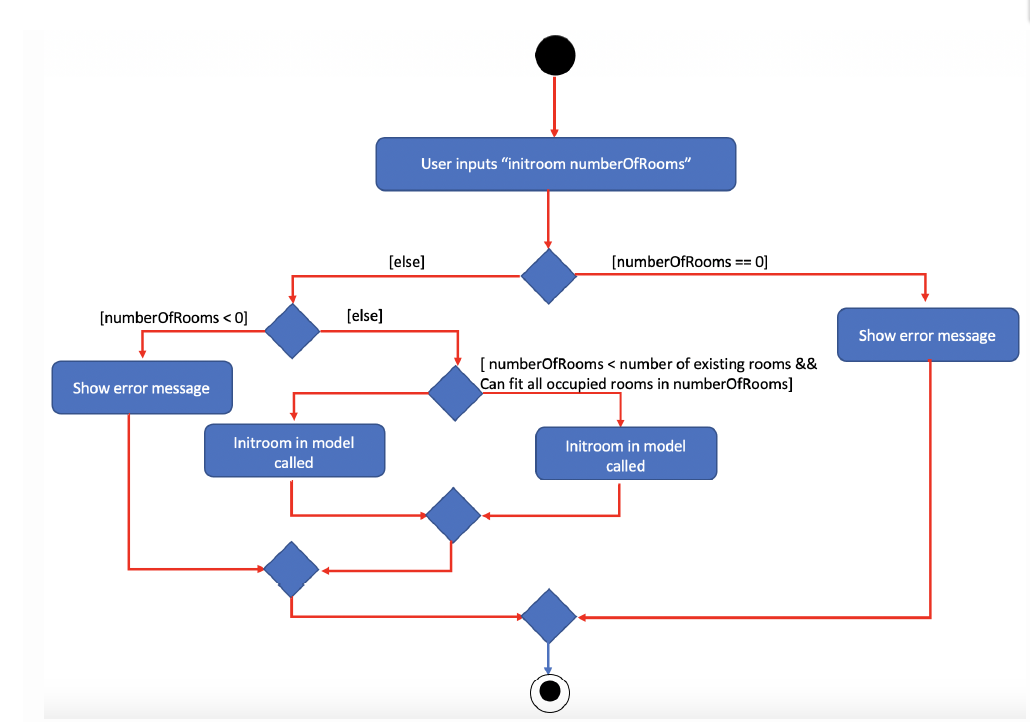 User inputs “initroom numberOfRooms”
[else]
[numberOfRooms == 0]
[numberOfRooms < 0]
[else]
Show error message
[ numberOfRooms < number of existing rooms &&
Can fit all occupied rooms in numberOfRooms]
Show error message
Initroom in model
called
Initroom in model
called